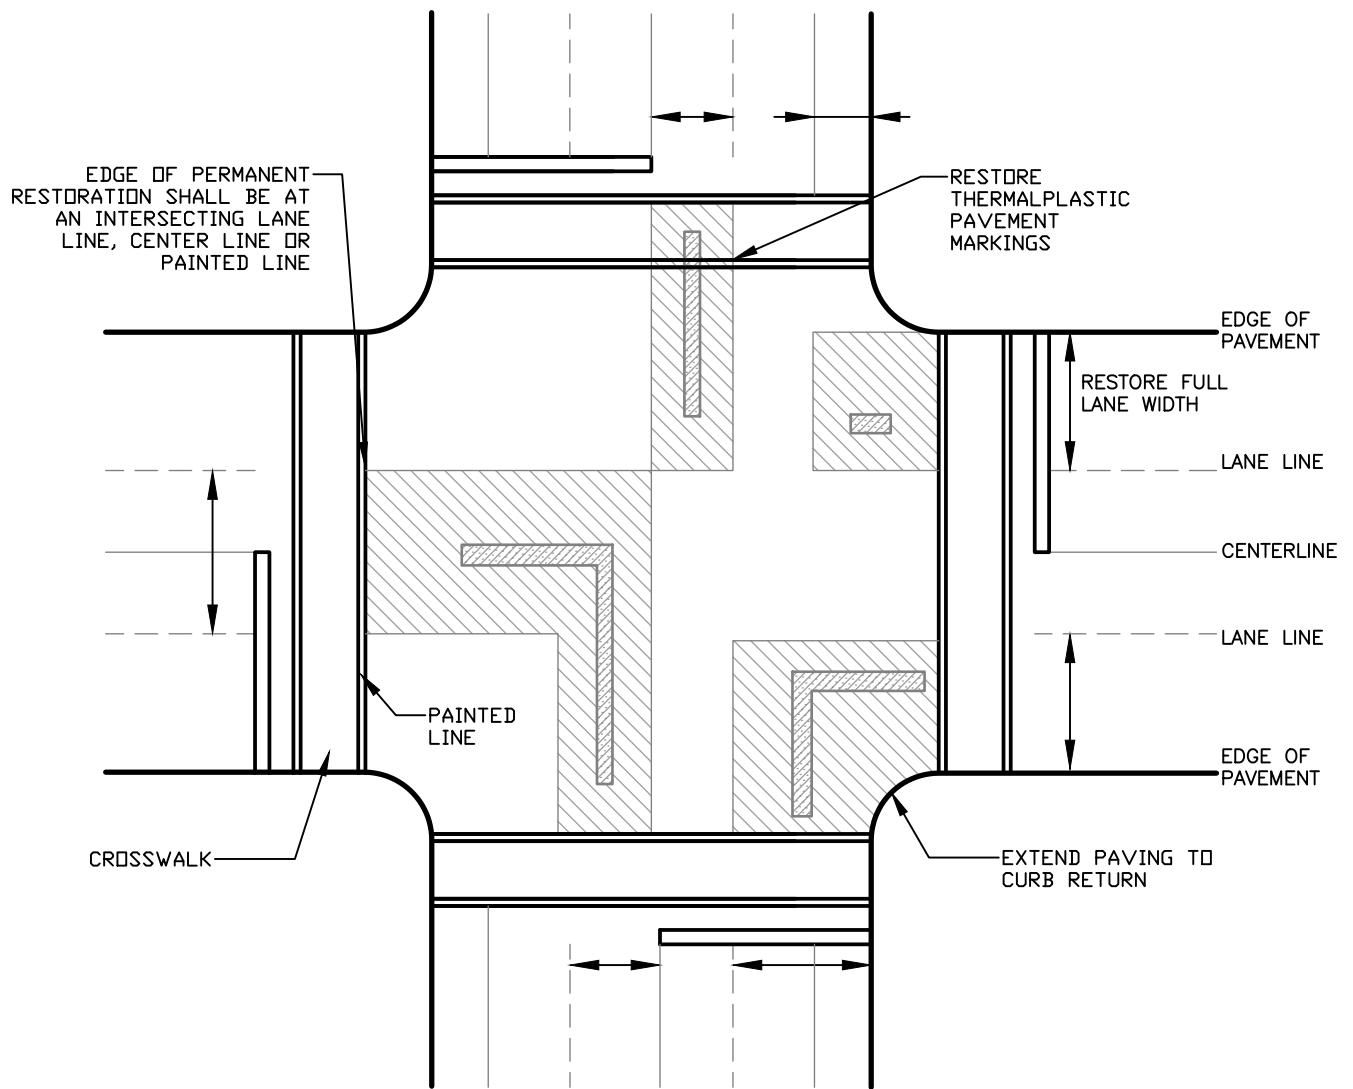 EDGE OF PERMANENT
RESTORATION SHALL BE AT
AN INTERSECTING LANE
LINE, CENTER LINE OR
PAINTED LINE
RESTORE
THERMALPLASTIC
PAVEMENT
MARKINGS
EDGE OF
PAVEMENT
RESTORE FULL
LANE WIDTH
LANE LINE
CENTERLINE
LANE LINE
PAINTED
LINE
EDGE OF
PAVEMENT
CROSSWALK
EXTEND PAVING TO
CURB RETURN